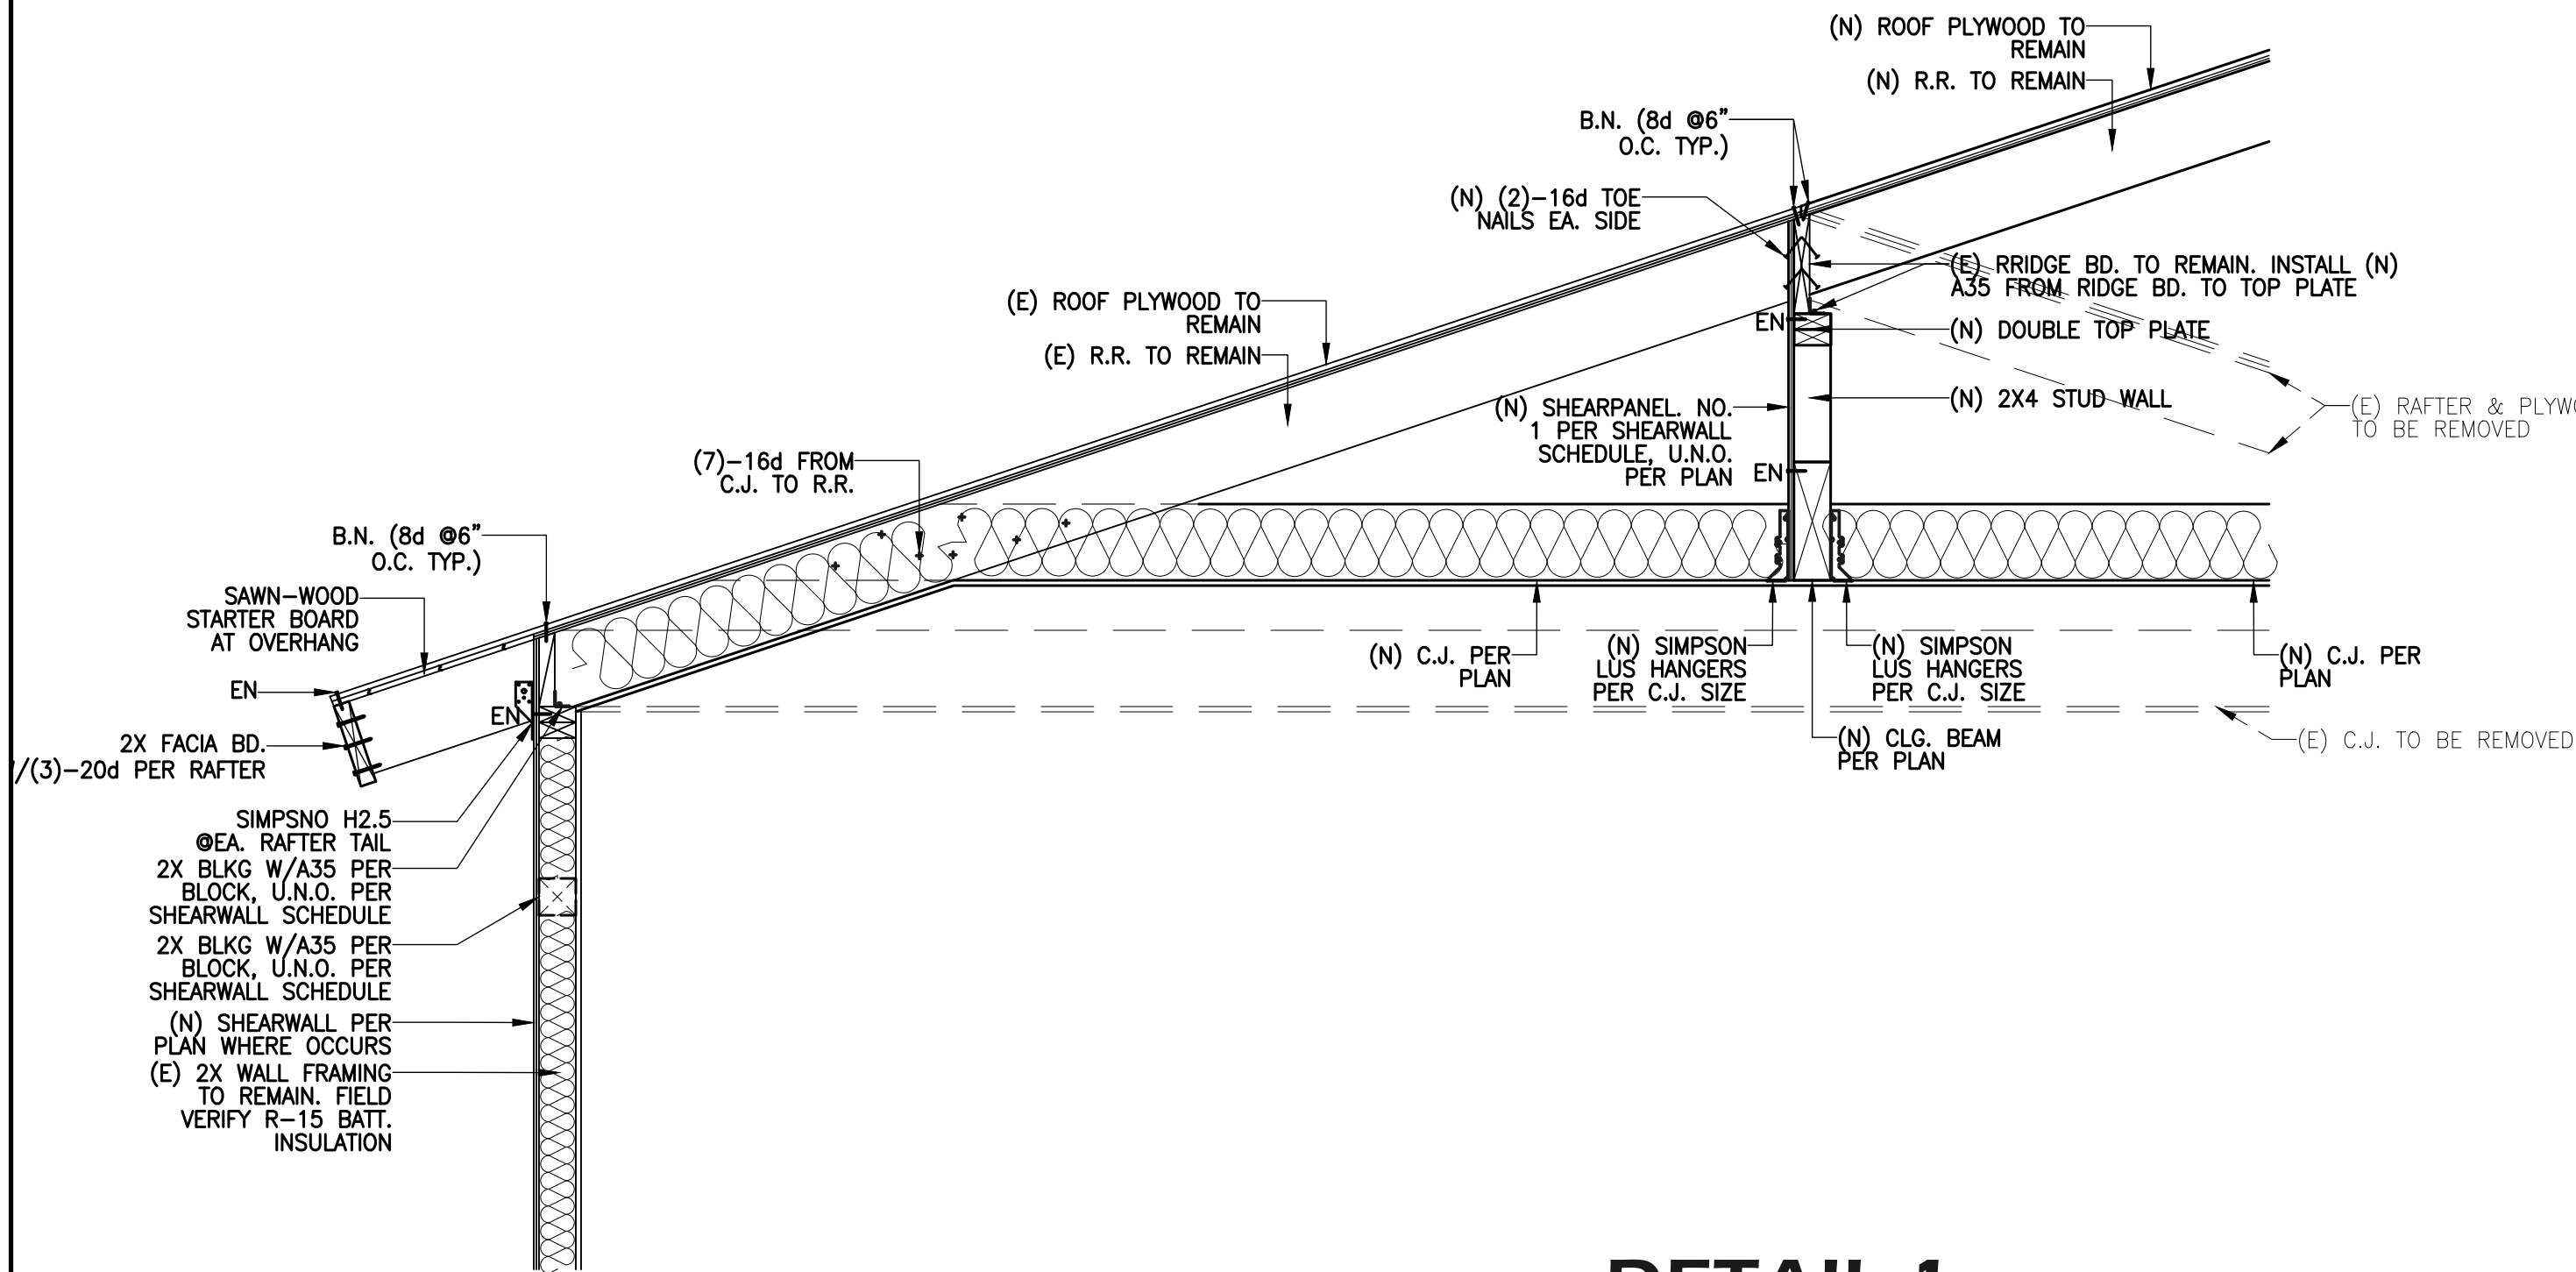 (N) ROOF PLYWOOD TO
REMAIN
(N) R.R. TO REMAIN
B.N. (8d @6"
O.C. TYP.)
(N) (2)-16d TOE
NAILS EA. SIDE
(E) RRIDGE BD. TO REMAIN. INSTALL (N)
A35 FROM RIDGE BD. TO TOP PLATE
(E) ROOF PLYWOOD TO
REMAIN
EN
(N) DOUBLE TOP PLATE
(E) R.R. TO REMAIN
(N) 2X4 STUD WALL
(N) SHEARPANEL. NO.
1 PER SHEARWALL
SCHEDULE, U.N.O.
PER PLAN
EN
(E) RAFTER & PLYWO
TO BE REMOVED
(7)-16d FROM
C.J. TO R.R.
B.N. (8d @6"
O.C. TYP.)
SAWN-WOOD
STARTER BOARD
AT OVERHANG
EN
EN
(N) C.J. PER
PLAN
(N) SIMPSON
LUS HANGERS
PER C.J. SIZE
(N) SIMPSON
LUS HANGERS
PER C.J. SIZE
(N) C.J. PER
PLAN
(N) CLG. BEAM
PER PLAN
(E) C.J. TO BE REMOVED
2X FACIA BD.
/(3)-20d PER RAFTER
SIMPSNO H2.5
@EA. RAFTER TAIL
2X BLKG W/A35 PER
BLOCK, U.N.O. PER
SHEARWALL SCHEDULE
2X BLKG W/A35 PER
BLOCK, U.N.O. PER
SHEARWALL SCHEDULE
(N) SHEARWALL PER
PLAN WHERE OCCURS
(E) 2X WALL FRAMING
TO REMAIN. FIELD
VERIFY R-15 BATT.
INSULATION
DETAIL 1